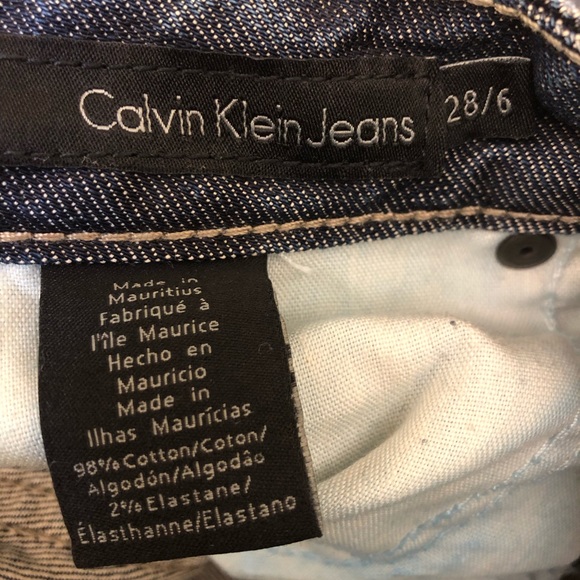 Calvin Klein Jeans 28/6
Made in
Mauritius
Fabriqué à
l'île Maurice
Hecho en
Mauricio
Made in
Ilhas Maurícias
98% Cotton/Coton/
Algodón/Algodão
2% Elastane/
Élasthanne/Elastano